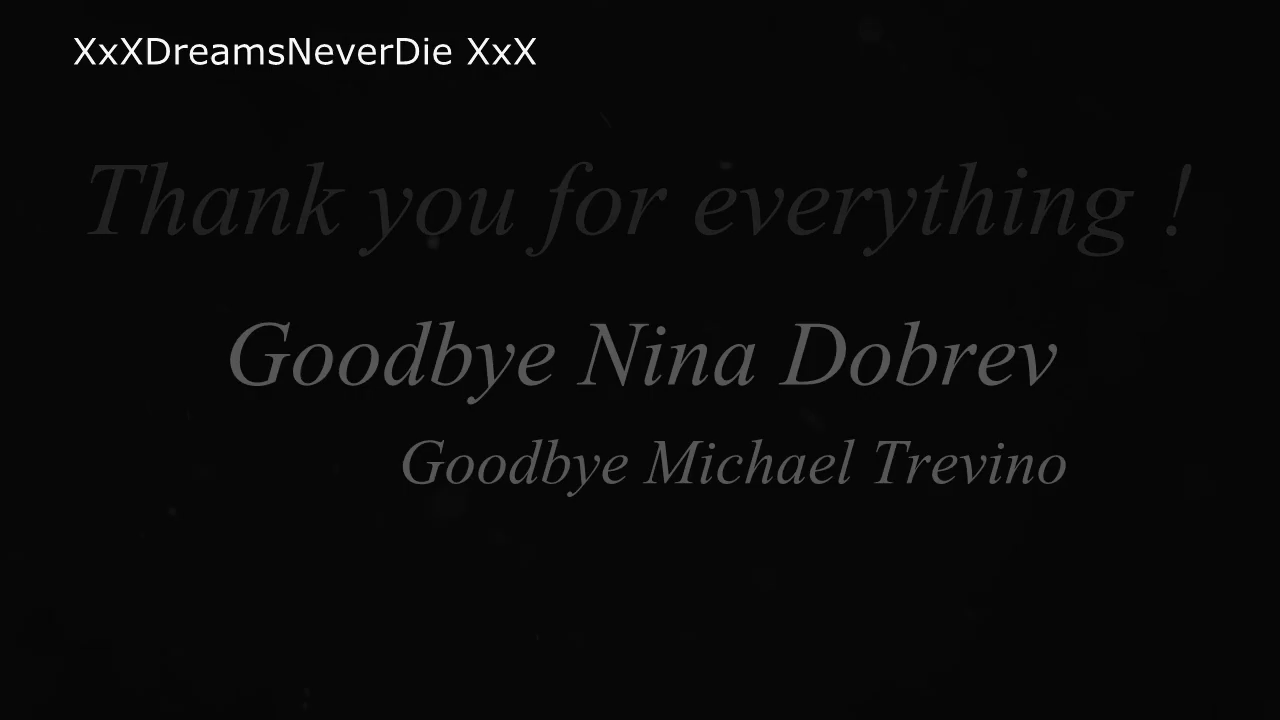 XxXDreamsNeverDie XxX
Thank you for everything !
Goodbye Nina Dobrev
Goodbye Michael Trevino